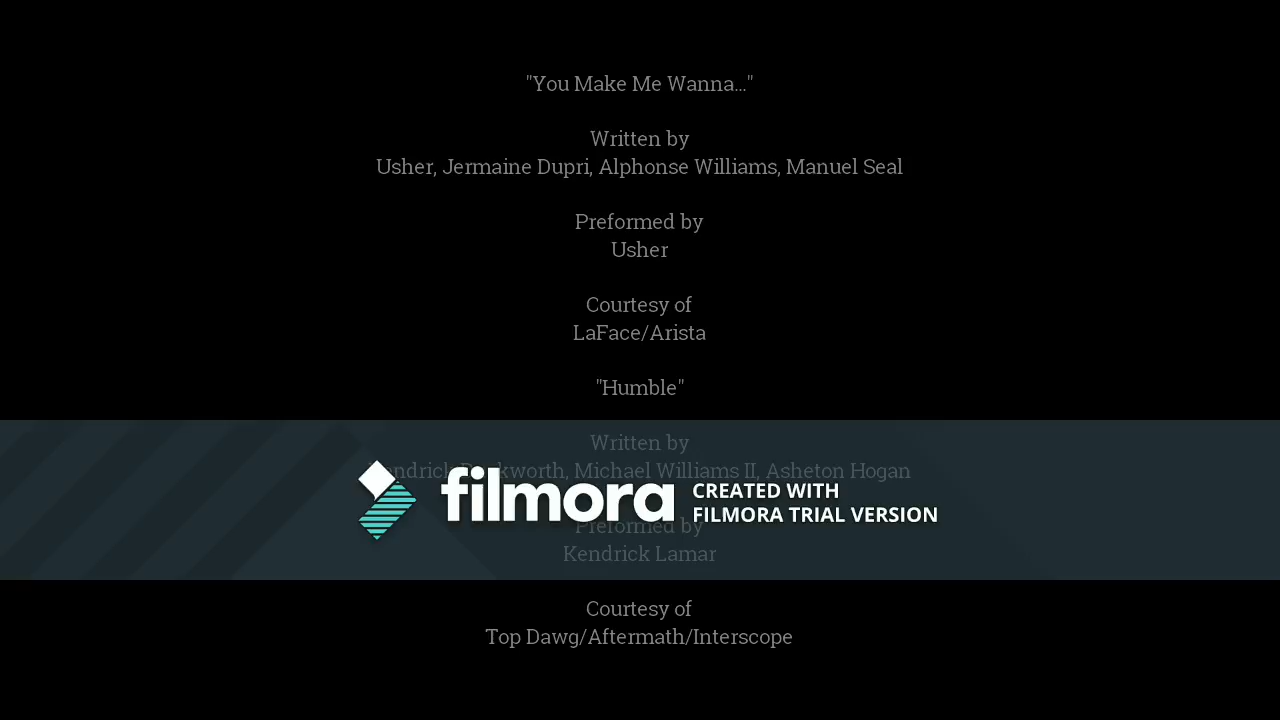 "You Make Me Wanna..."
Written by
Usher, Jermaine Dupri, Alphonse Williams, Manuel Seal
Preformed by
Usher
Courtesy of
LaFace/Arista
"Humble"
Written by
Michael Williams II, Asheton Hogan
filmora
CREATED WITH
FILMORA TRIAL VERSION
Preformed by
Kendrick Lamar
Courtesy of
Top Dawg/Aftermath/Interscope